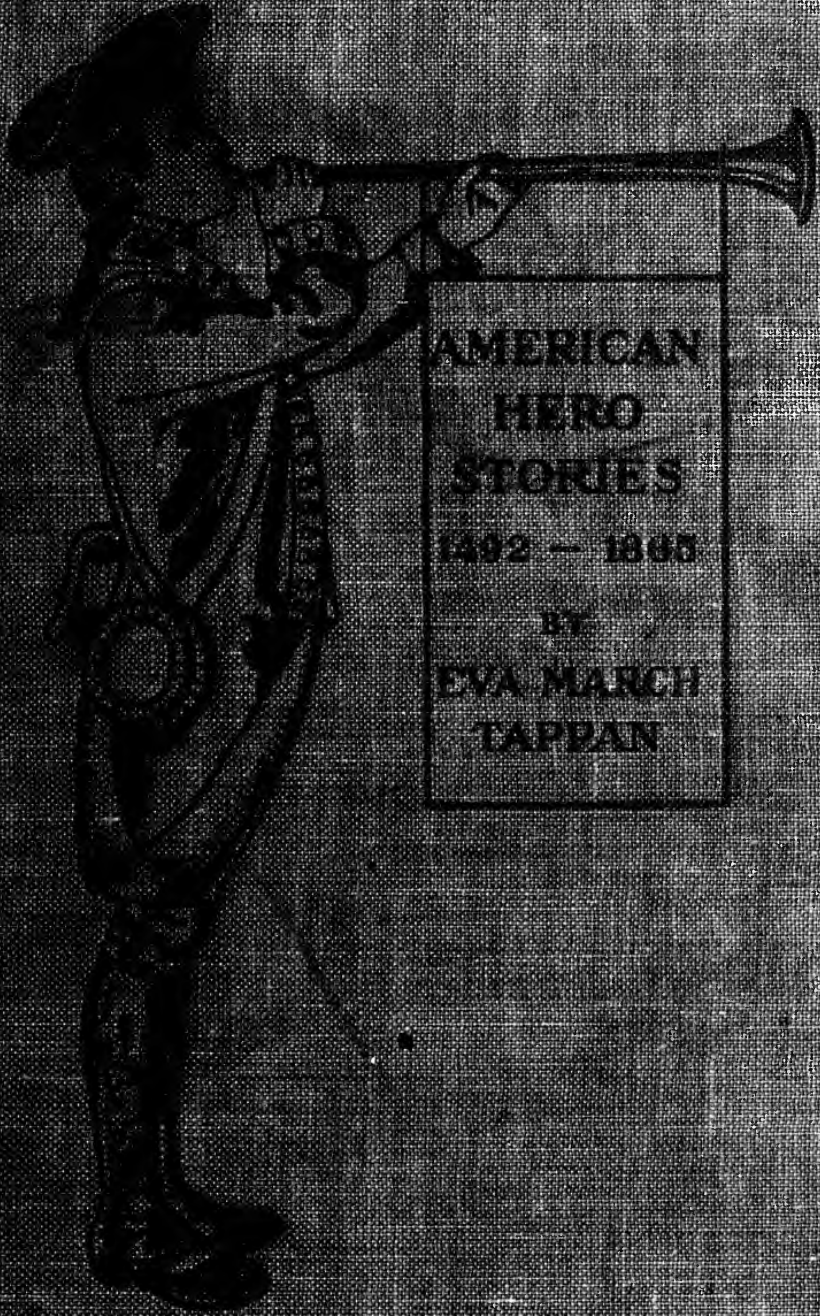 AMERICAN
HERO
STORIES
1492 — 1865
BY
EVA MARCH
TAPPAN